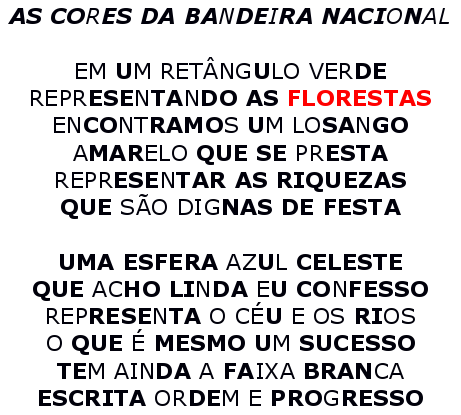 AS CORES DA BANDEIRA NACIONAL
EM UM RETÂNGULO VERDE
REPRESENTANDO AS FLORESTAS
ENCONTRAMOS UM LOSANGO
AMARELO QUE SE PRESTA
REPRESENTAR AS RIQUEZAS
QUE SÃO DIGNAS DE FESTA
UMA ESFERA AZUL CELESTE
QUE ACHO LINDA EU CONFESSO
REPRESENTA O CÉU E OS RIOS
O QUE É MESMO UM SUCESSO
TEM AINDA A FAIXA BRANCA
ESCRITA ORDEM E PROGRESSO